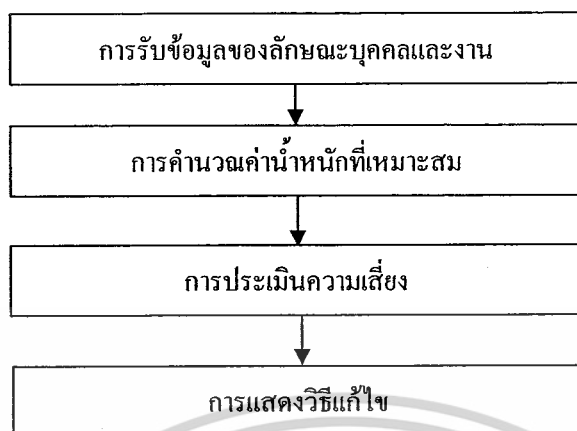 การรับข้อมูลของลักษณะบุคคลและงาน
การคำนวณค่าน้ำหนักที่เหมาะสม
การประเมินความเสี่ยง
การแสดงวิธีแก้ไข